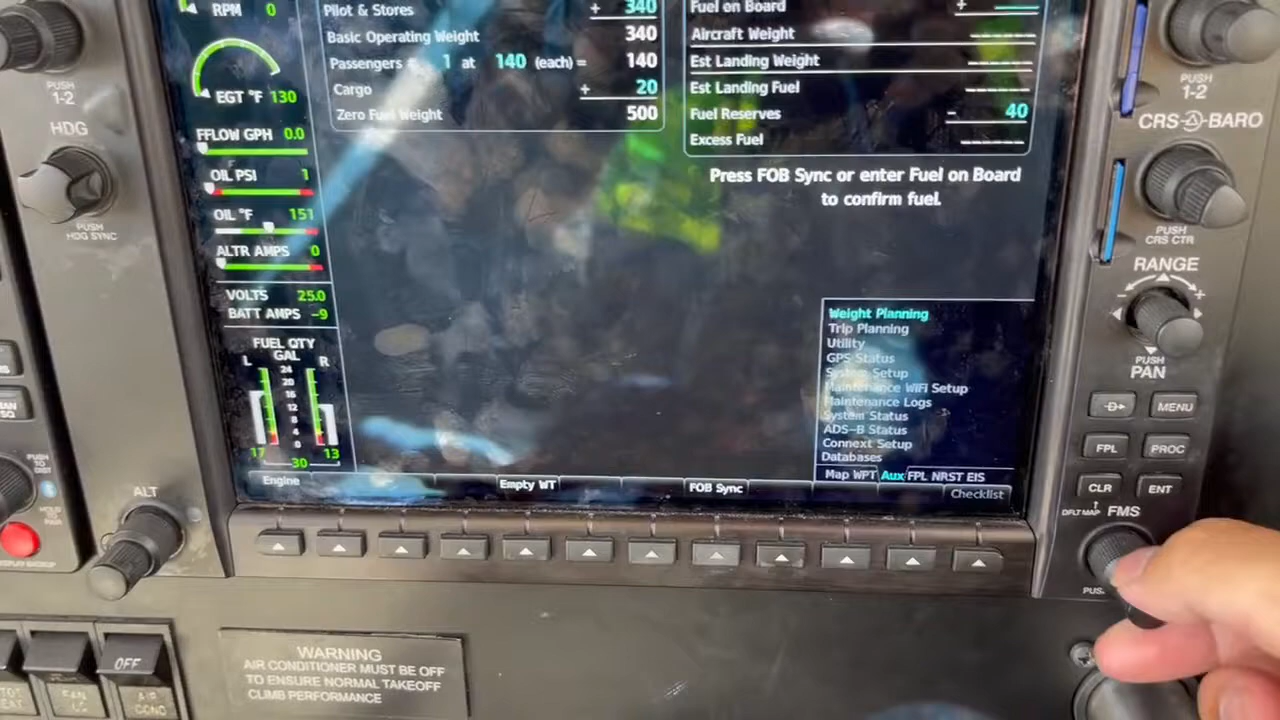 RPM 0
EGT °F 130
FFLOW GPH 0.0
OIL PSI 1
OIL °F 151
ALTR AMPS 0
VOLTS 25.0
BATT AMPS -9
FUEL QTY
GAL
L R
24
20
16
12
8
4
0
17 13
30
Engine
Pilot & Stores + 340
Basic Operating Weight 340
Passengers # 1 at 140 (each) = 140
Cargo + 20
Zero Fuel Weight 500
Fuel on Board +
Aircraft Weight
Est Landing Weight
Est Landing Fuel
Fuel Reserves - 40
Excess Fuel
Press FOB Sync or enter Fuel on Board
to confirm fuel.
Weight Planning
Trip Planning
Utility
GPS Status
System Setup
Maintenance WiFi Setup
Maintenance Logs
System Status
ADS-B Status
Connext Setup
Databases
Map WPT Aux FPL NRST EIS
Empty WT
FOB Sync
Checklist
PUSH
1-2
HDG
PUSH
HDG SYNC
ALT
PUSH
1-2
CRS BARO
PUSH
CRS CTR
RANGE
- +
PUSH
PAN
D MENU
FPL PROC
CLR ENT
DFLT MAP FMS
PUSH
OFF
FAN
AIR
COND
WARNING
AIR CONDITIONER MUST BE OFF
TO ENSURE NORMAL TAKEOFF
CLIMB PERFORMANCE